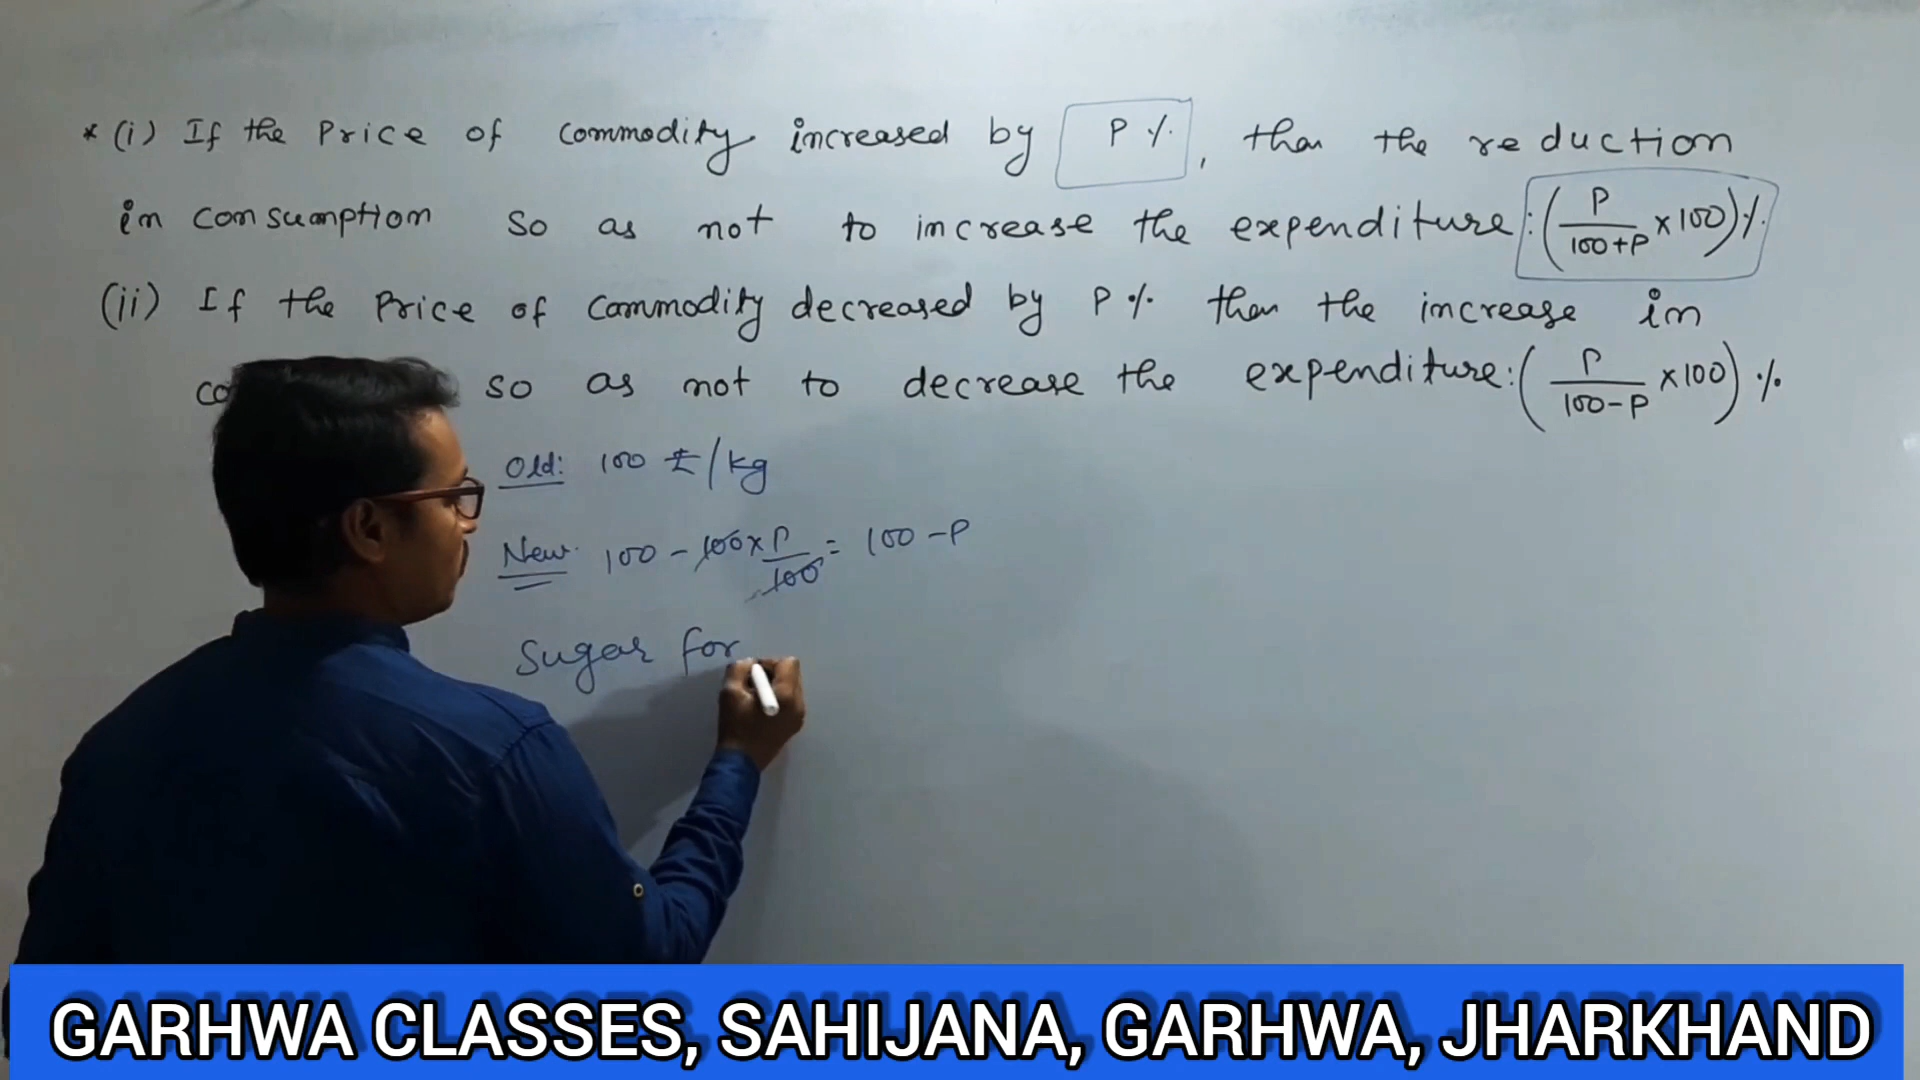 * (i) If the Price of commodity increased by P %, then the reduction
in consumption so as not to increase the expenditure: (P/100+P ×100)%
(ii) If the Price of commodity decreased by P % then the increase in
so as not to decrease the expenditure: (P/100-P ×100) %
Old: 100 ₹/kg
New: 100 - 100×P/100 = 100-P
Sugar for
GARHWA CLASSES, SAHIJANA, GARHWA, JHARKHAND